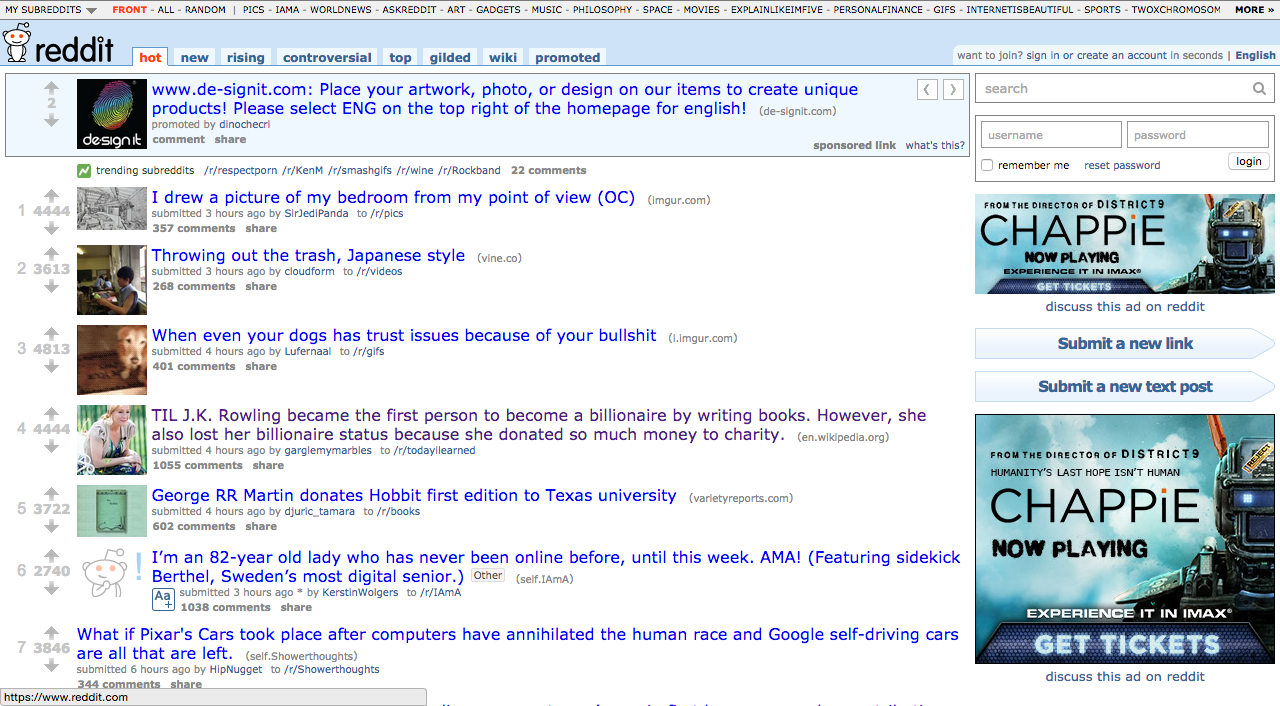 MY SUBREDDITS FRONT - ALL - RANDOM | PICS - IAMA - WORLDNEWS - ASKREDDIT - ART - GADGETS - MUSIC - PHILOSOPHY - SPACE - MOVIES - EXPLAINLIKEIMFIVE - PERSONALFINANCE - GIFS - INTERNETISBEAUTIFUL - SPORTS - TWOXCHROMOSOM MORE »
reddit hot new rising controversial top gilded wiki promoted
want to join? sign in or create an account in seconds | English
2
design it
www.de-signit.com: Place your artwork, photo, or design on our items to create unique
products! Please select ENG on the top right of the homepage for english! (de-signit.com)
promoted by dinochecri
comment share
sponsored link what's this?
trending subreddits /r/respectporn /r/KenM /r/smashgifs /r/wine /r/Rockband 22 comments
1 4444
I drew a picture of my bedroom from my point of view (OC) (imgur.com)
submitted 3 hours ago by SirJediPanda to /r/pics
357 comments share
2 3613
Throwing out the trash, Japanese style (vine.co)
submitted 3 hours ago by cloudform to /r/videos
268 comments share
3 4813
When even your dogs has trust issues because of your bullshit (i.imgur.com)
submitted 4 hours ago by Lufernaal to /r/gifs
401 comments share
4 4444
TIL J.K. Rowling became the first person to become a billionaire by writing books. However, she
also lost her billionaire status because she donated so much money to charity. (en.wikipedia.org)
submitted 4 hours ago by garglemymarbles to /r/todayilearned
1055 comments share
5 3722
George RR Martin donates Hobbit first edition to Texas university (varietyreports.com)
submitted 4 hours ago by djuric_tamara to /r/books
602 comments share
6 2740
I’m an 82-year old lady who has never been online before, until this week. AMA! (Featuring sidekick
Berthel, Sweden’s most digital senior.) Other (self.IAmA)
Aa+ submitted 3 hours ago * by KerstinWolgers to /r/IAmA
1038 comments share
7 3846
What if Pixar's Cars took place after computers have annihilated the human race and Google self-driving cars
are all that are left. (self.Showerthoughts)
submitted 6 hours ago by HipNugget to /r/Showerthoughts
344 comments share
https://www.reddit.com
search
username password
remember me reset password login
FROM THE DIRECTOR OF DISTRICT9
CHAPPiE
NOW PLAYING
EXPERIENCE IT IN IMAX®
GET TICKETS
discuss this ad on reddit
Submit a new link
Submit a new text post
FROM THE DIRECTOR OF DISTRICT9
HUMANITY'S LAST HOPE ISN'T HUMAN
CHAPPiE
NOW PLAYING
EXPERIENCE IT IN IMAX®
GET TICKETS
discuss this ad on reddit